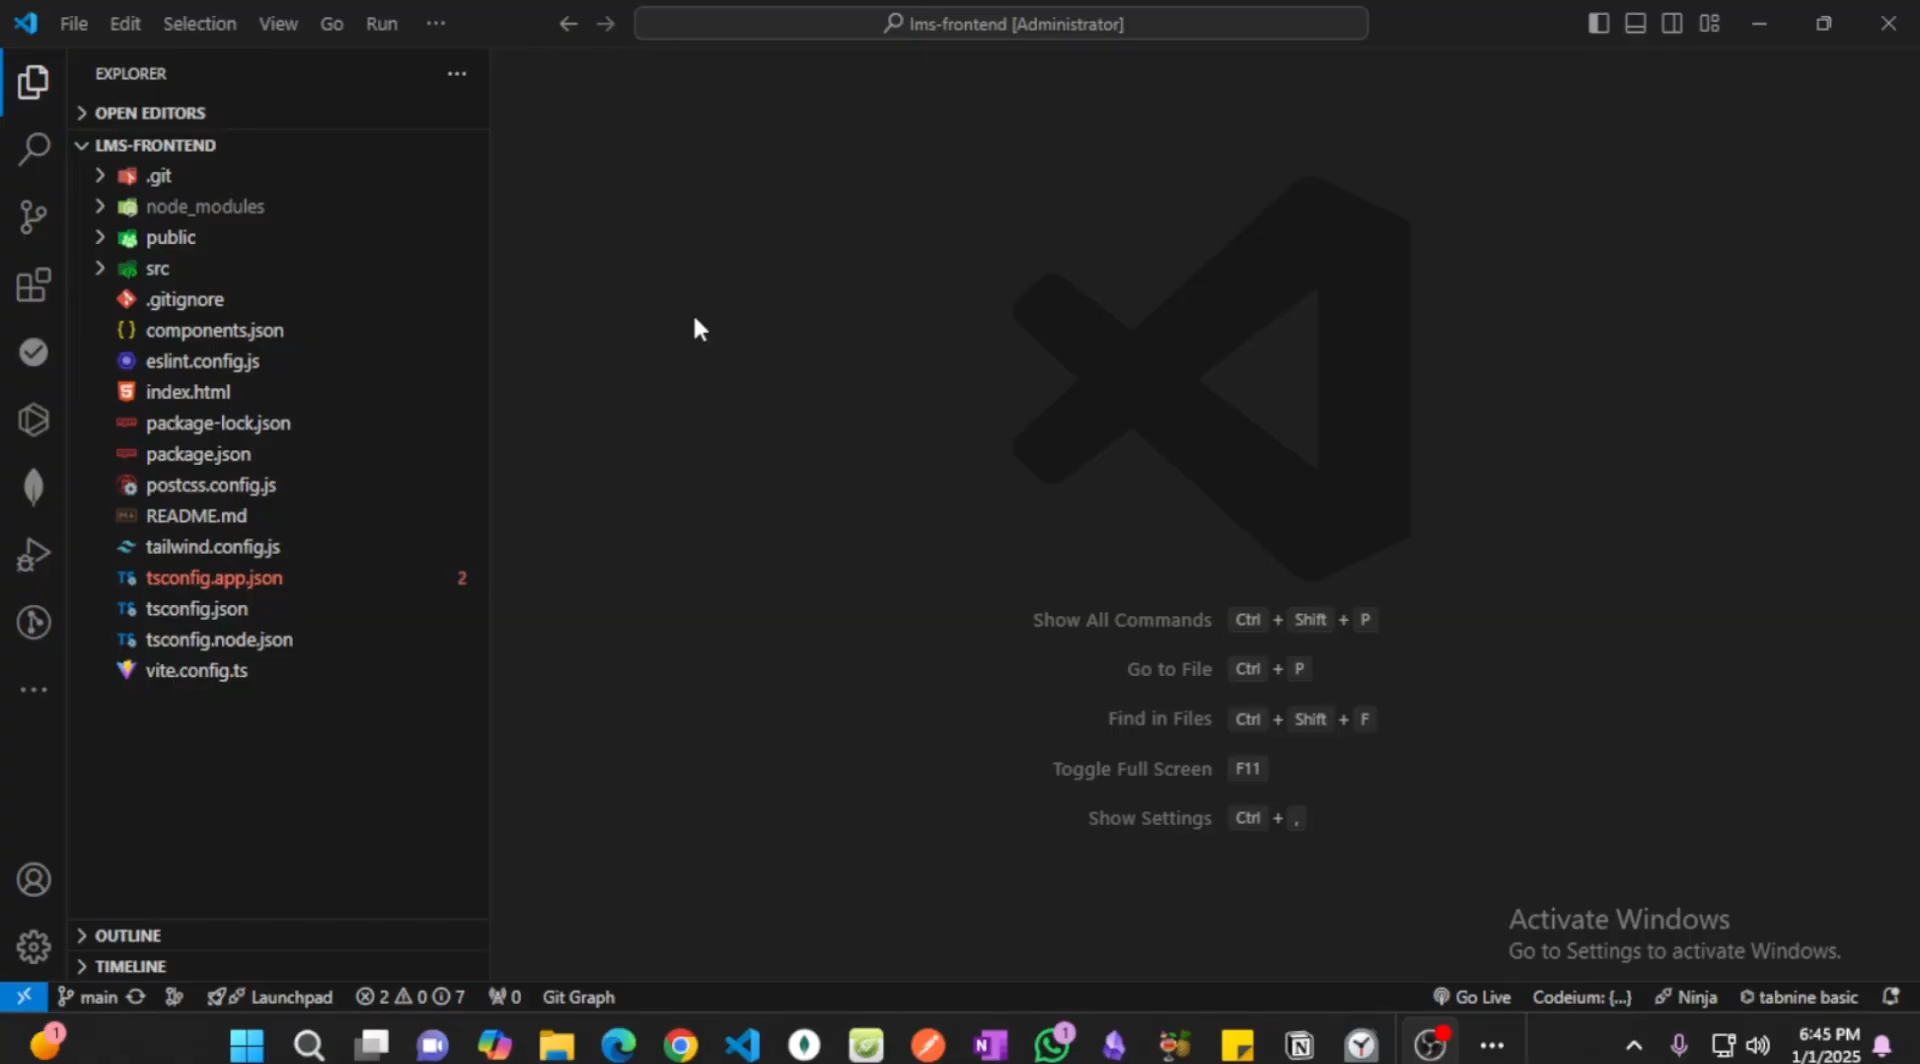 File Edit Selection View Go Run ··· lms-frontend [Administrator]
EXPLORER
OPEN EDITORS
LMS-FRONTEND
.git
node_modules
public
src
.gitignore
components.json
eslint.config.js
index.html
package-lock.json
package.json
postcss.config.js
README.md
tailwind.config.js
tsconfig.app.json 2
tsconfig.json
tsconfig.node.json
vite.config.ts
OUTLINE
TIMELINE
Show All Commands Ctrl + Shift + P
Go to File Ctrl + P
Find in Files Ctrl + Shift + F
Toggle Full Screen F11
Show Settings Ctrl + ,
Activate Windows
Go to Settings to activate Windows.
main Launchpad 2 0 7 0 Git Graph Go Live Codeium: {...} Ninja tabnine basic
1 1 6:45 PM
1/1/2025